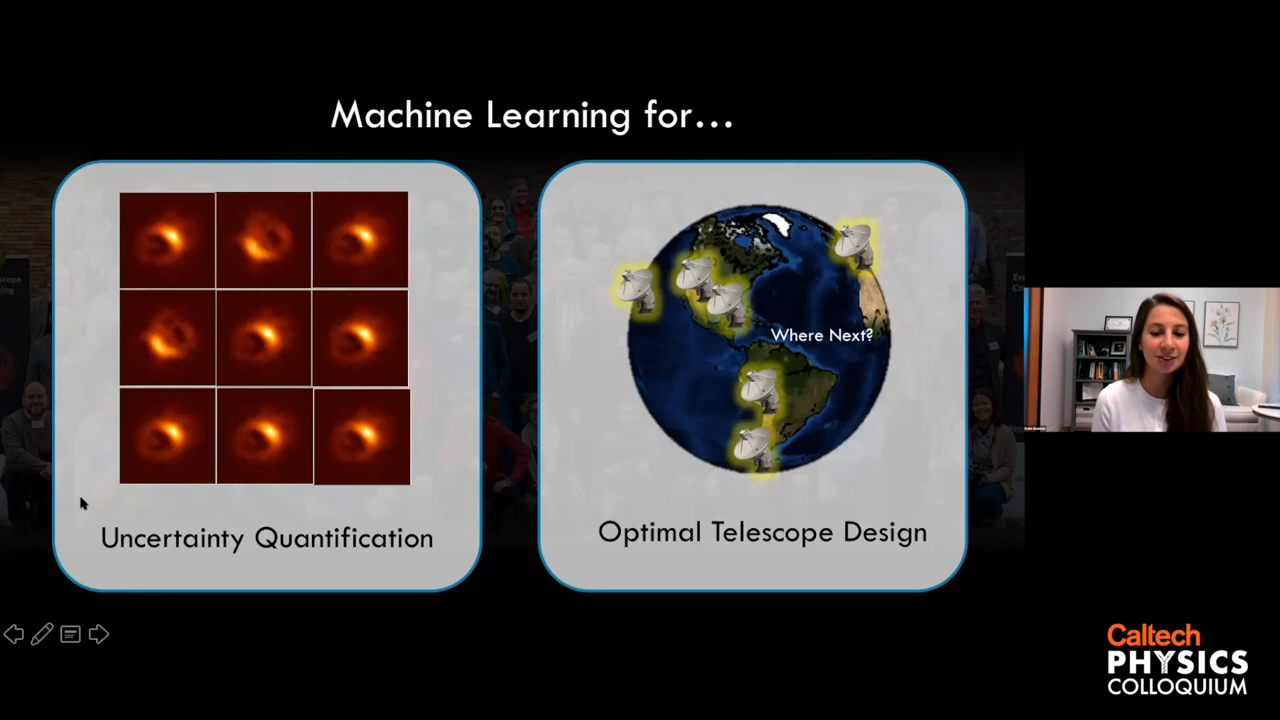 Machine Learning for...
Where Next?
Uncertainty Quantification
Optimal Telescope Design
Caltech
PHYSICS
COLLOQUIUM